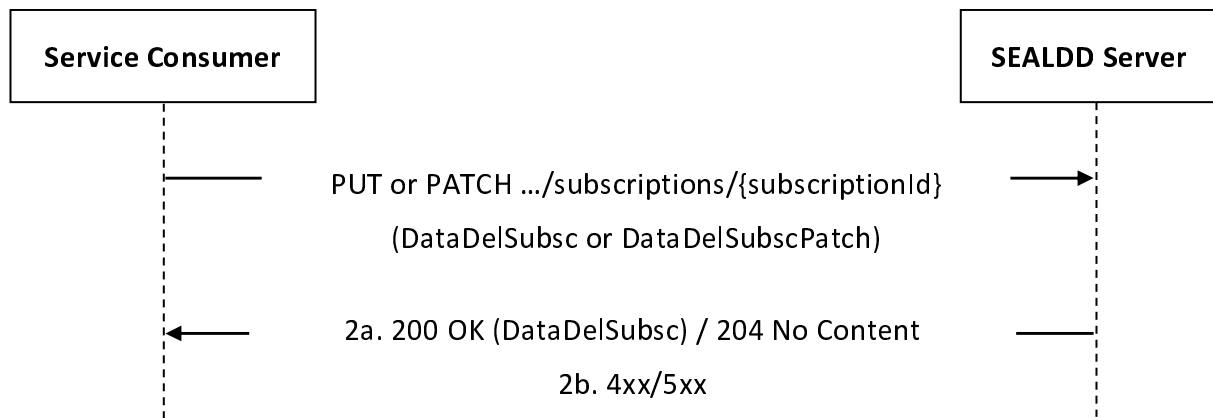 Service Consumer
SEALDD Server
PUT or PATCH …/subscriptions/{subscriptionId}
(DataDelSubsc or DataDelSubscPatch)
2a. 200 OK (DataDelSubsc) / 204 No Content
2b. 4xx/5xx